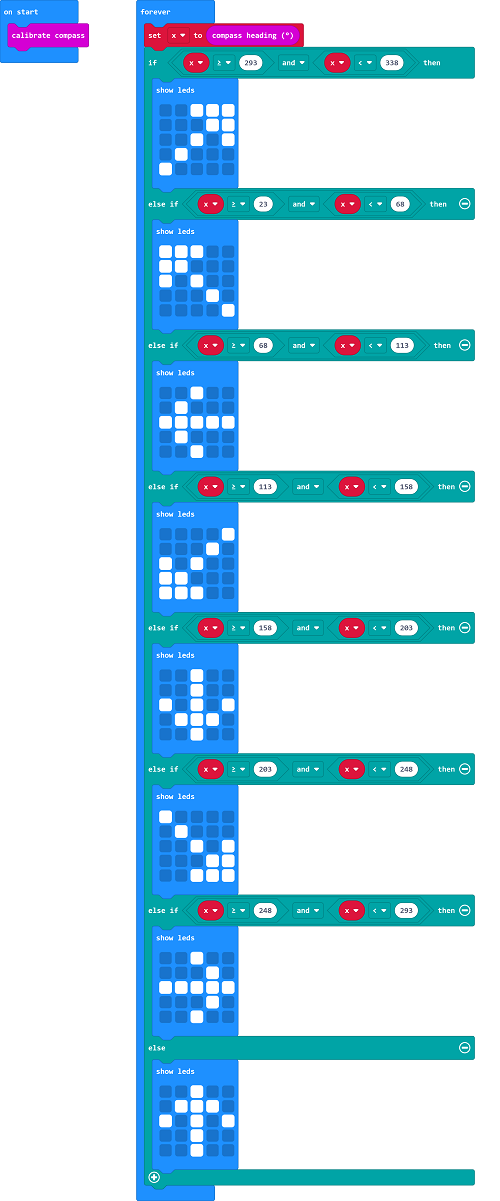 on start
calibrate compass
forever
set x to compass heading (°)
if x ≥ 293 and x < 338 then
show leds
else if x ≥ 23 and x < 68 then
show leds
else if x ≥ 68 and x < 113 then
show leds
else if x ≥ 113 and x < 158 then
show leds
else if x ≥ 158 and x < 203 then
show leds
else if x ≥ 203 and x < 248 then
show leds
else if x ≥ 248 and x < 293 then
show leds
else
show leds